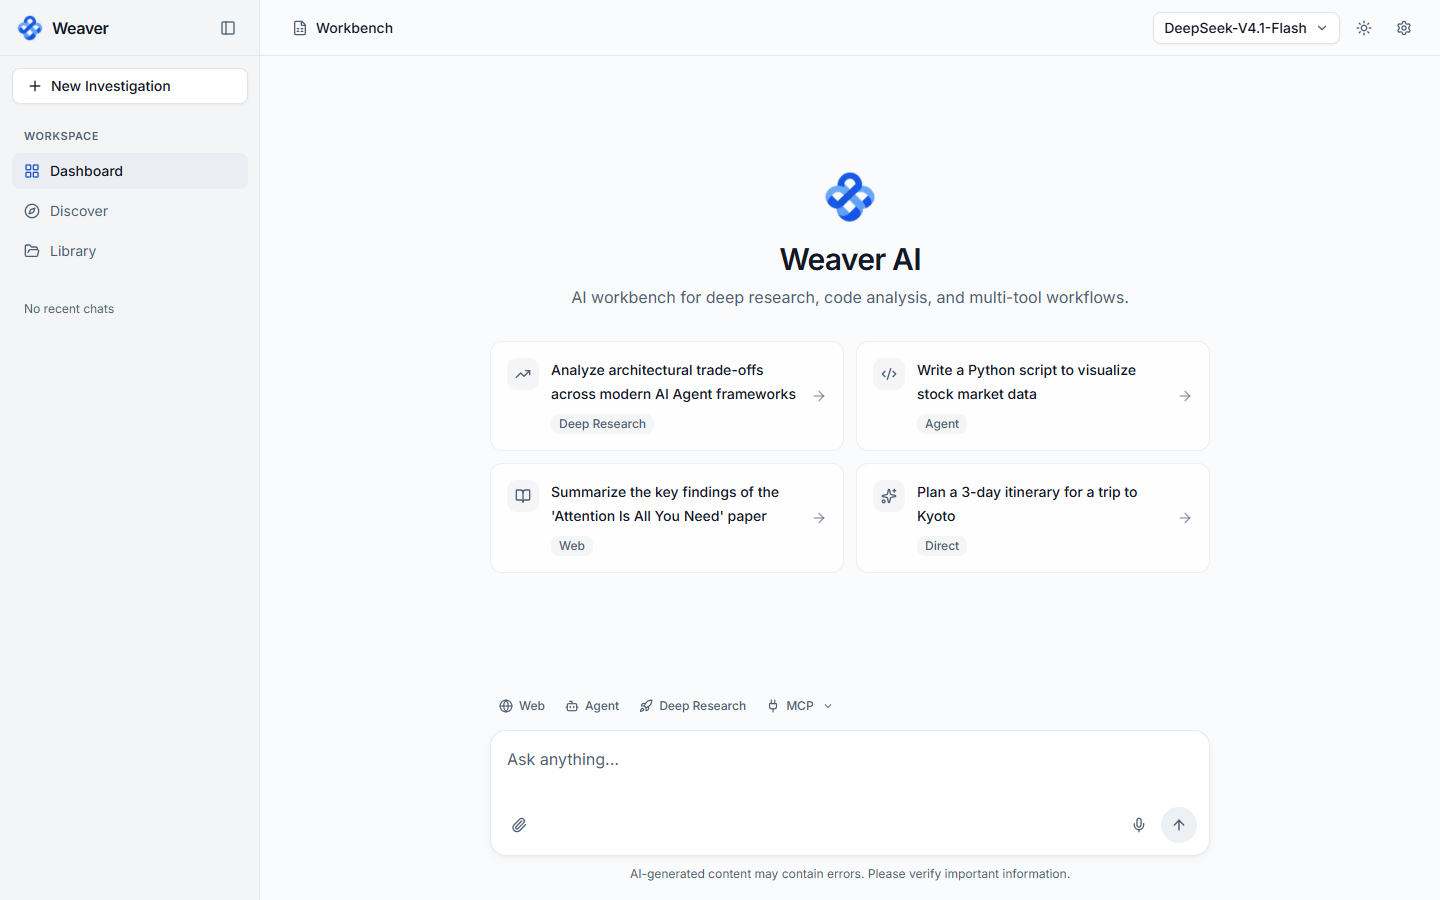 Weaver
Workbench
DeepSeek-V4.1-Flash
New Investigation
WORKSPACE
Dashboard
Discover
Library
No recent chats
Weaver AI
AI workbench for deep research, code analysis, and multi-tool workflows.
Analyze architectural trade-offs
across modern AI Agent frameworks
Deep Research
Write a Python script to visualize
stock market data
Agent
Summarize the key findings of the
'Attention Is All You Need' paper
Web
Plan a 3-day itinerary for a trip to
Kyoto
Direct
Web
Agent
Deep Research
MCP
Ask anything...
AI-generated content may contain errors. Please verify important information.